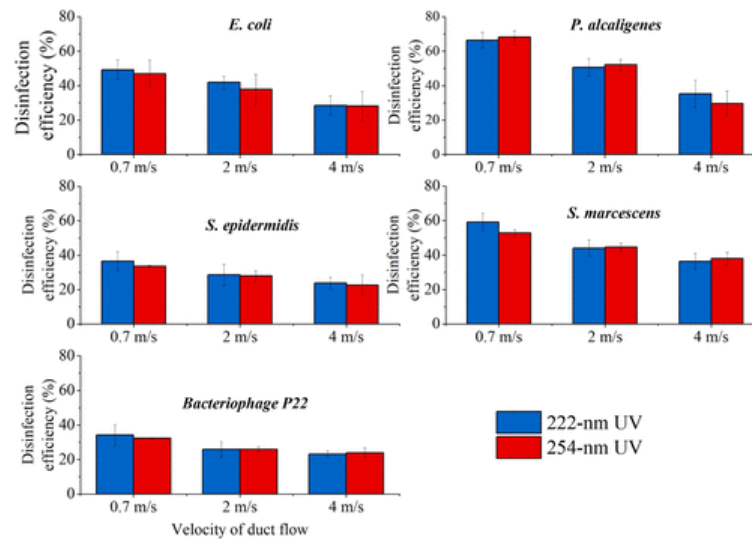 E. coli
Disinfection
efficiency (%)
80
60
40
20
0
0.7 m/s 2 m/s 4 m/s
P. alcaligenes
Disinfection
efficiency (%)
80
60
40
20
0
0.7 m/s 2 m/s 4 m/s
S. epidermidis
Disinfection
efficiency (%)
80
60
40
20
0
0.7 m/s 2 m/s 4 m/s
S. marcescens
Disinfection
efficiency (%)
80
60
40
20
0
0.7 m/s 2 m/s 4 m/s
Bacteriophage P22
Disinfection
efficiency (%)
80
60
40
20
0
0.7 m/s 2 m/s 4 m/s
Velocity of duct flow
222-nm UV
254-nm UV